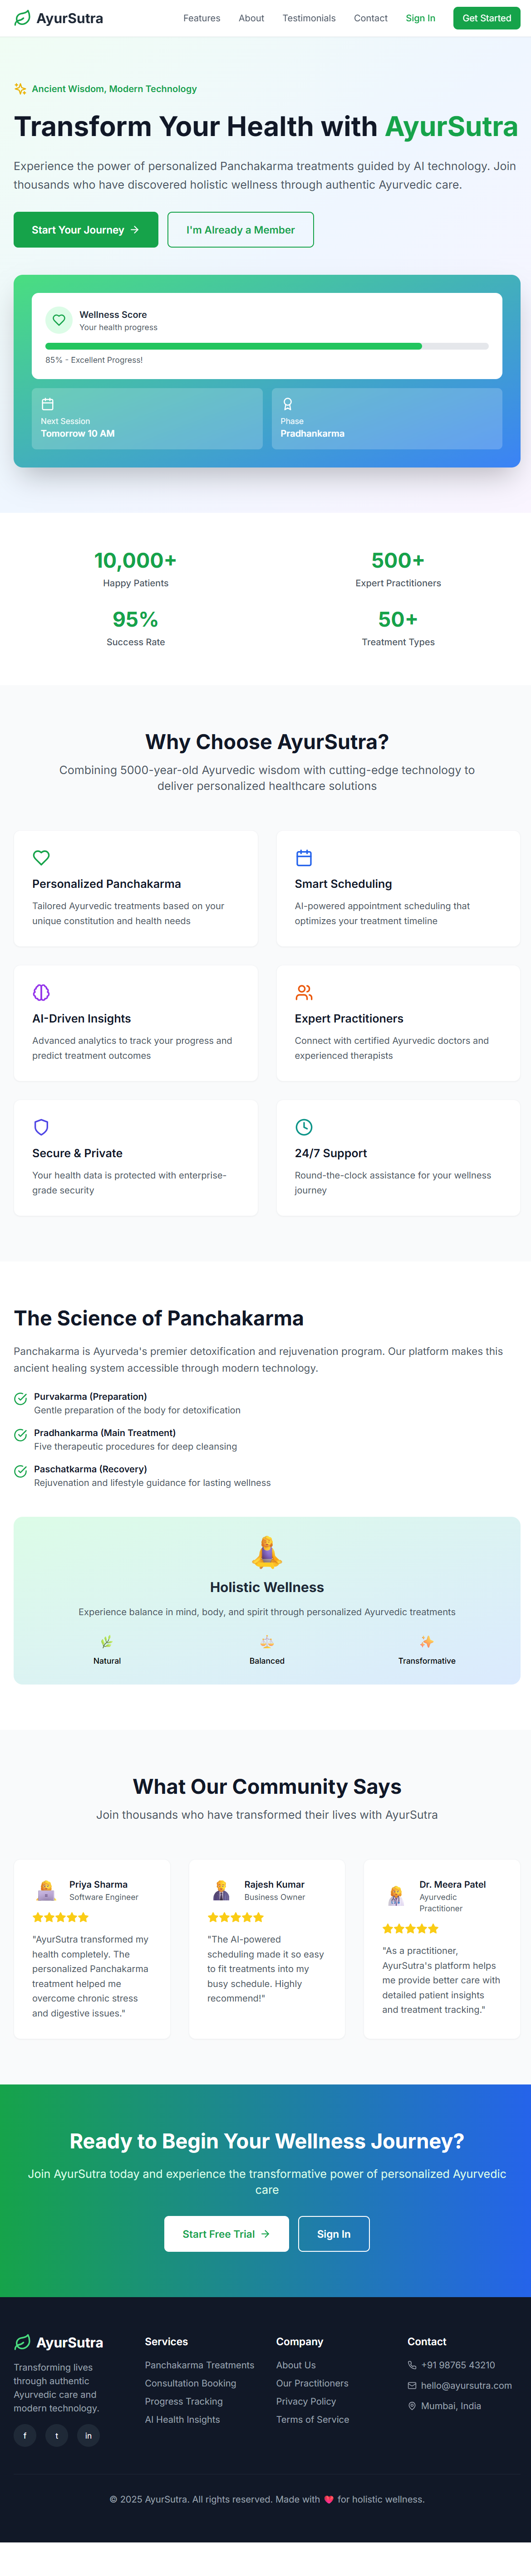 AyurSutra
Features
About
Testimonials
Contact
Sign In
Get Started
Ancient Wisdom, Modern Technology
Transform Your Health with AyurSutra
Experience the power of personalized Panchakarma treatments guided by AI technology. Join
thousands who have discovered holistic wellness through authentic Ayurvedic care.
Start Your Journey
I'm Already a Member
Wellness Score
Your health progress
85% - Excellent Progress!
Next Session
Tomorrow 10 AM
Phase
Pradhankarma
10,000+
Happy Patients
500+
Expert Practitioners
95%
Success Rate
50+
Treatment Types
Why Choose AyurSutra?
Combining 5000-year-old Ayurvedic wisdom with cutting-edge technology to
deliver personalized healthcare solutions
Personalized Panchakarma
Tailored Ayurvedic treatments based on your
unique constitution and health needs
Smart Scheduling
AI-powered appointment scheduling that
optimizes your treatment timeline
AI-Driven Insights
Advanced analytics to track your progress and
predict treatment outcomes
Expert Practitioners
Connect with certified Ayurvedic doctors and
experienced therapists
Secure & Private
Your health data is protected with enterprise-
grade security
24/7 Support
Round-the-clock assistance for your wellness
journey
The Science of Panchakarma
Panchakarma is Ayurveda's premier detoxification and rejuvenation program. Our platform makes this
ancient healing system accessible through modern technology.
Purvakarma (Preparation)
Gentle preparation of the body for detoxification
Pradhankarma (Main Treatment)
Five therapeutic procedures for deep cleansing
Paschatkarma (Recovery)
Rejuvenation and lifestyle guidance for lasting wellness
Holistic Wellness
Experience balance in mind, body, and spirit through personalized Ayurvedic treatments
Natural
Balanced
Transformative
What Our Community Says
Join thousands who have transformed their lives with AyurSutra
Priya Sharma
Software Engineer
"AyurSutra transformed my
health completely. The
personalized Panchakarma
treatment helped me
overcome chronic stress
and digestive issues."
Rajesh Kumar
Business Owner
"The AI-powered
scheduling made it so easy
to fit treatments into my
busy schedule. Highly
recommend!"
Dr. Meera Patel
Ayurvedic
Practitioner
"As a practitioner,
AyurSutra's platform helps
me provide better care with
detailed patient insights
and treatment tracking."
Ready to Begin Your Wellness Journey?
Join AyurSutra today and experience the transformative power of personalized Ayurvedic
care
Start Free Trial
Sign In
AyurSutra
Transforming lives
through authentic
Ayurvedic care and
modern technology.
f
t
in
Services
Panchakarma Treatments
Consultation Booking
Progress Tracking
AI Health Insights
Company
About Us
Our Practitioners
Privacy Policy
Terms of Service
Contact
+91 98765 43210
hello@ayursutra.com
Mumbai, India
© 2025 AyurSutra. All rights reserved. Made with ❤️ for holistic wellness.